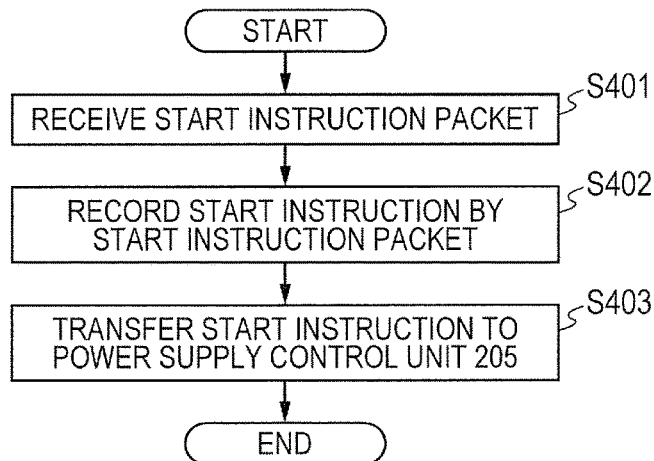 START
S401
RECEIVE START INSTRUCTION PACKET
S402
RECORD START INSTRUCTION BY
START INSTRUCTION PACKET
S403
TRANSFER START INSTRUCTION TO
POWER SUPPLY CONTROL UNIT 205
END